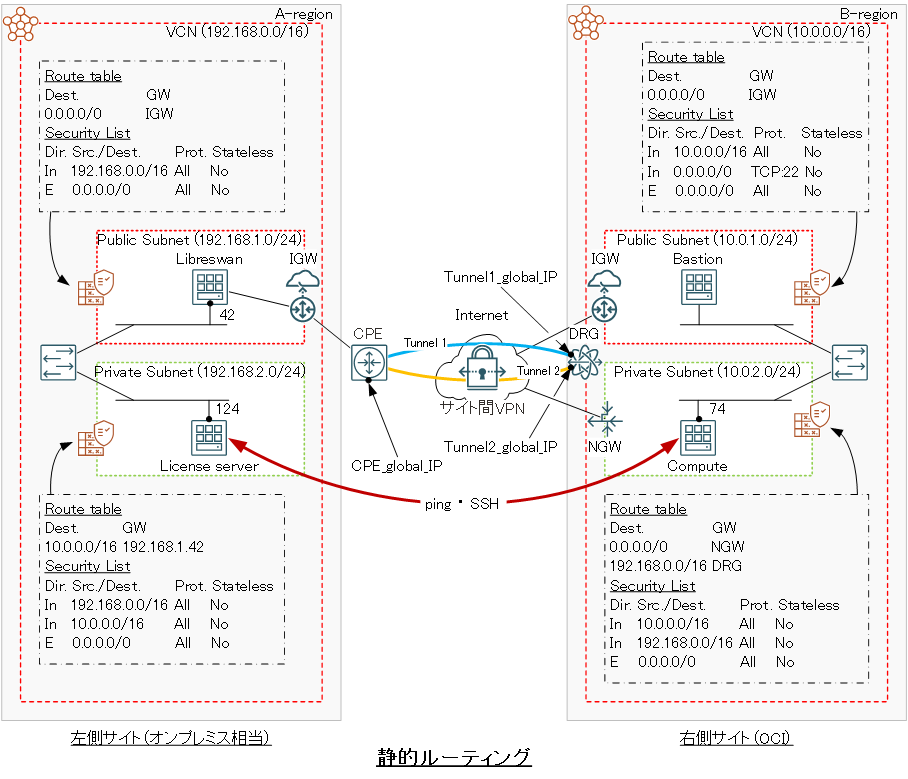 A-region
VCN (192.168.0.0/16)
Route table
Dest. GW
0.0.0.0/0 IGW
Security List
Dir. Src./Dest. Prot. Stateless
In 192.168.0.0/16 All No
E 0.0.0.0/0 All No
Public Subnet (192.168.1.0/24)
Libreswan
IGW
42
Private Subnet (192.168.2.0/24)
124
License server
Route table
Dest. GW
10.0.0.0/16 192.168.1.42
Security List
Dir. Src./Dest. Prot. Stateless
In 192.168.0.0/16 All No
In 10.0.0.0/16 All No
E 0.0.0.0/0 All No
左側サイト(オンプレミス相当)
CPE
Tunnel 1
Internet
Tunnel1_global_IP
DRG
Tunnel 2
サイト間VPN
CPE_global_IP
Tunnel2_global_IP
ping・SSH
B-region
VCN (10.0.0.0/16)
Route table
Dest. GW
0.0.0.0/0 IGW
Security List
Dir. Src./Dest. Prot. Stateless
In 10.0.0.0/16 All No
In 0.0.0.0/0 TCP:22 No
E 0.0.0.0/0 All No
Public Subnet (10.0.1.0/24)
IGW
Bastion
Private Subnet (10.0.2.0/24)
74
NGW
Compute
Route table
Dest. GW
0.0.0.0/0 NGW
192.168.0.0/16 DRG
Security List
Dir. Src./Dest. Prot. Stateless
In 10.0.0.0/16 All No
In 192.168.0.0/16 All No
E 0.0.0.0/0 All No
右側サイト(OCI)
静的ルーティング